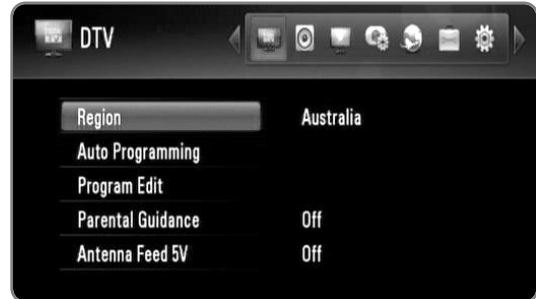 DTV
Region Australia
Auto Programming
Program Edit
Parental Guidance Off
Antenna Feed 5V Off